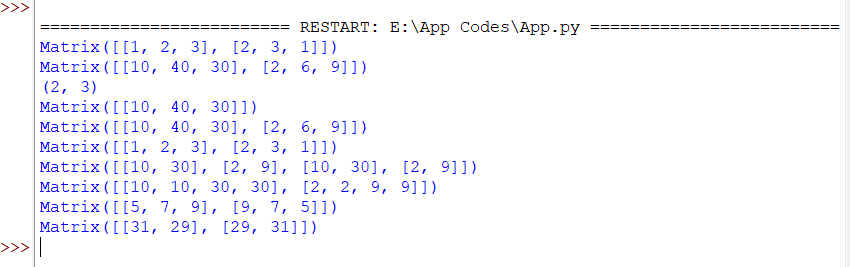 >>>
========================= RESTART: E:\App Codes\App.py =========================
Matrix([[1, 2, 3], [2, 3, 1]])
Matrix([[10, 40, 30], [2, 6, 9]])
(2, 3)
Matrix([[10, 40, 30]])
Matrix([[10, 40, 30], [2, 6, 9]])
Matrix([[1, 2, 3], [2, 3, 1]])
Matrix([[10, 30], [2, 9], [10, 30], [2, 9]])
Matrix([[10, 10, 30, 30], [2, 2, 9, 9]])
Matrix([[5, 7, 9], [9, 7, 5]])
Matrix([[31, 29], [29, 31]])
>>>